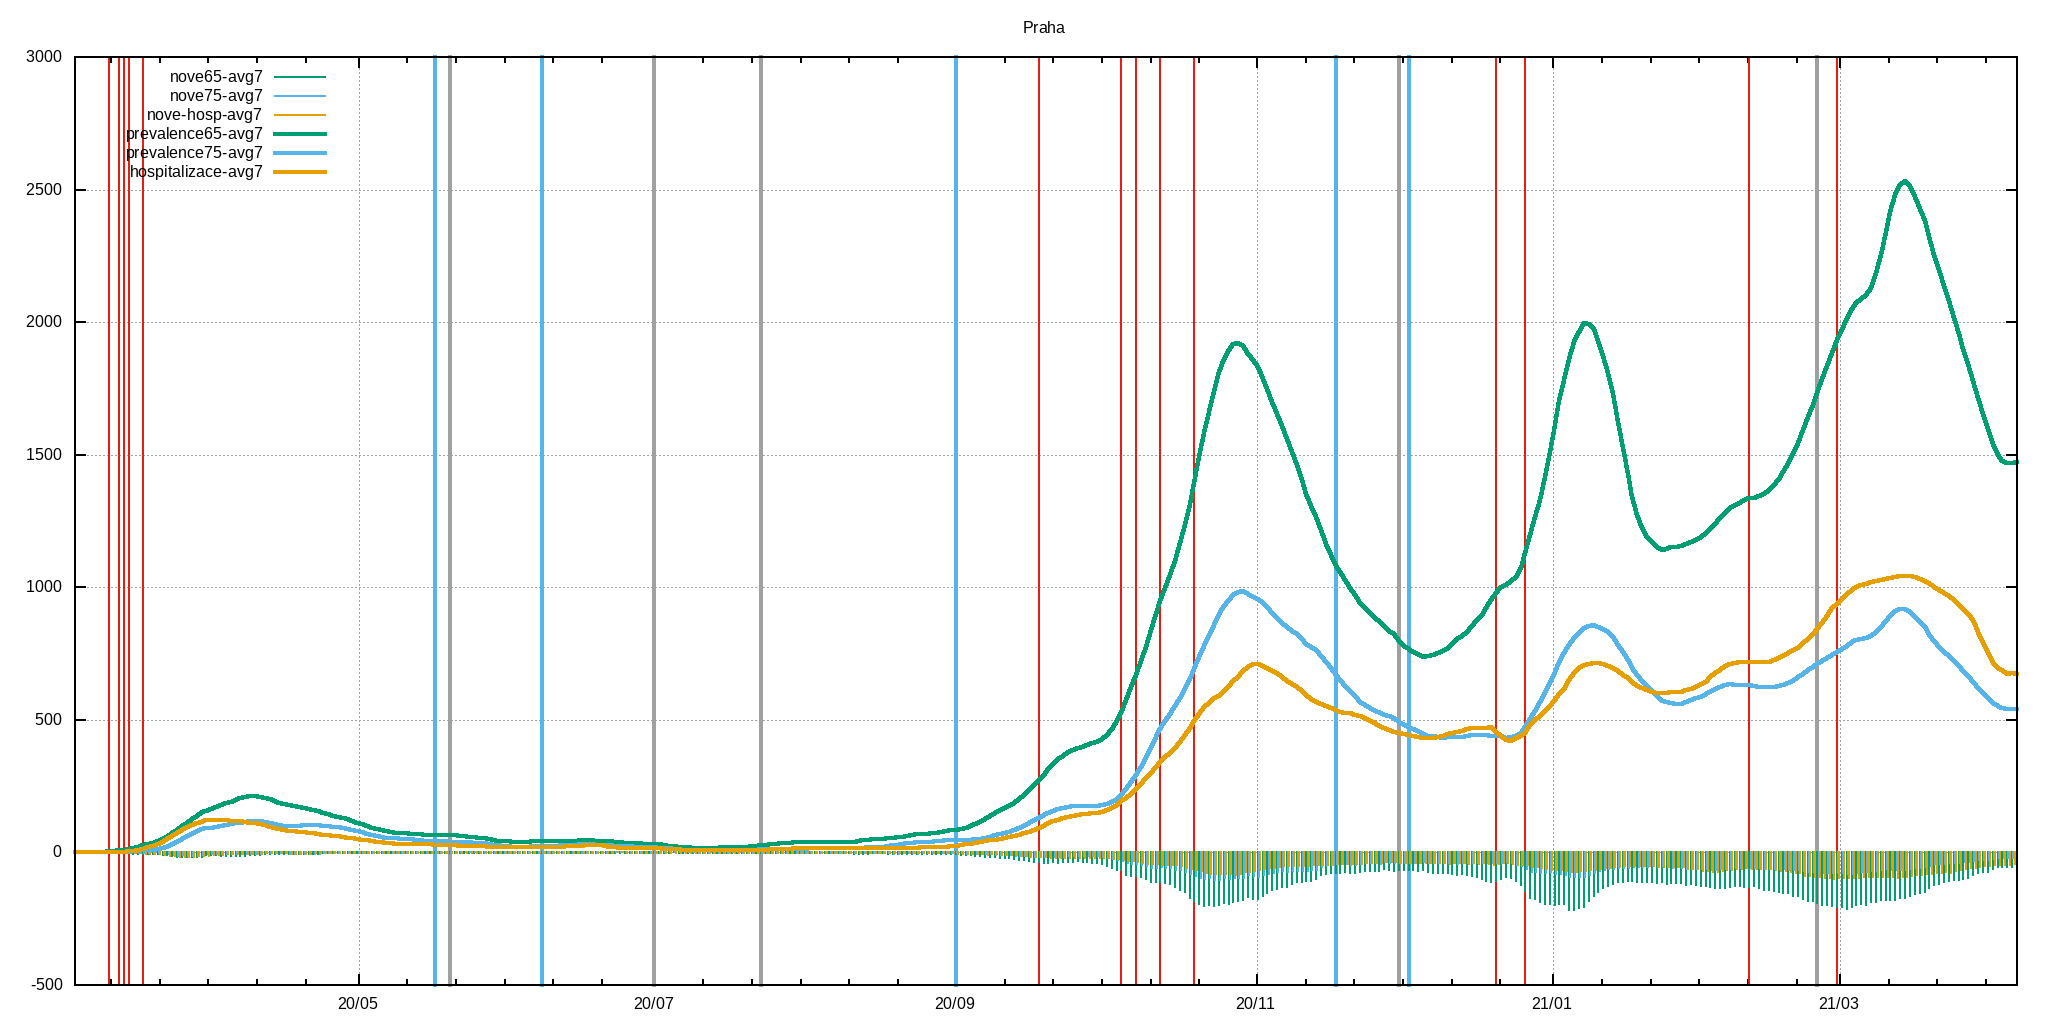 Praha
3000
2500
2000
1500
1000
500
0
-500
nove65-avg7
nove75-avg7
nove-hosp-avg7
prevalence65-avg7
prevalence75-avg7
hospitalizace-avg7
20/05
20/07
20/09
20/11
21/01
21/03